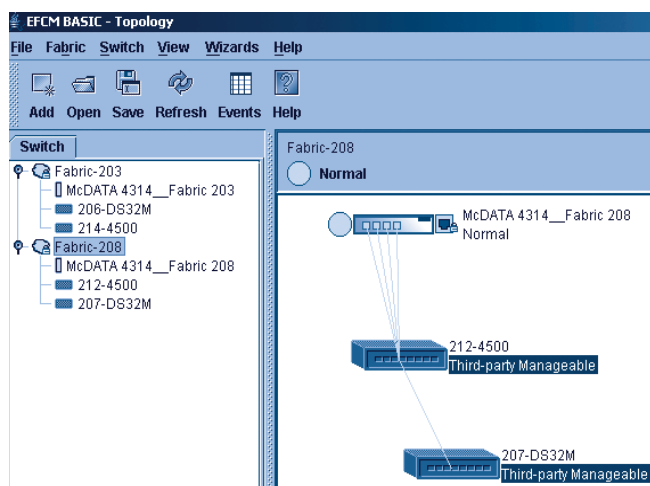 EFCM BASIC - Topology
File Fabric Switch View Wizards Help
Add Open Save Refresh Events Help
Switch
Fabric-203
McDATA 4314__Fabric 203
206-DS32M
214-4500
Fabric-208
McDATA 4314__Fabric 208
212-4500
207-DS32M
Fabric-208
Normal
McDATA 4314__Fabric 208
Normal
212-4500
Third-party Manageable
207-DS32M
Third-party Manageable